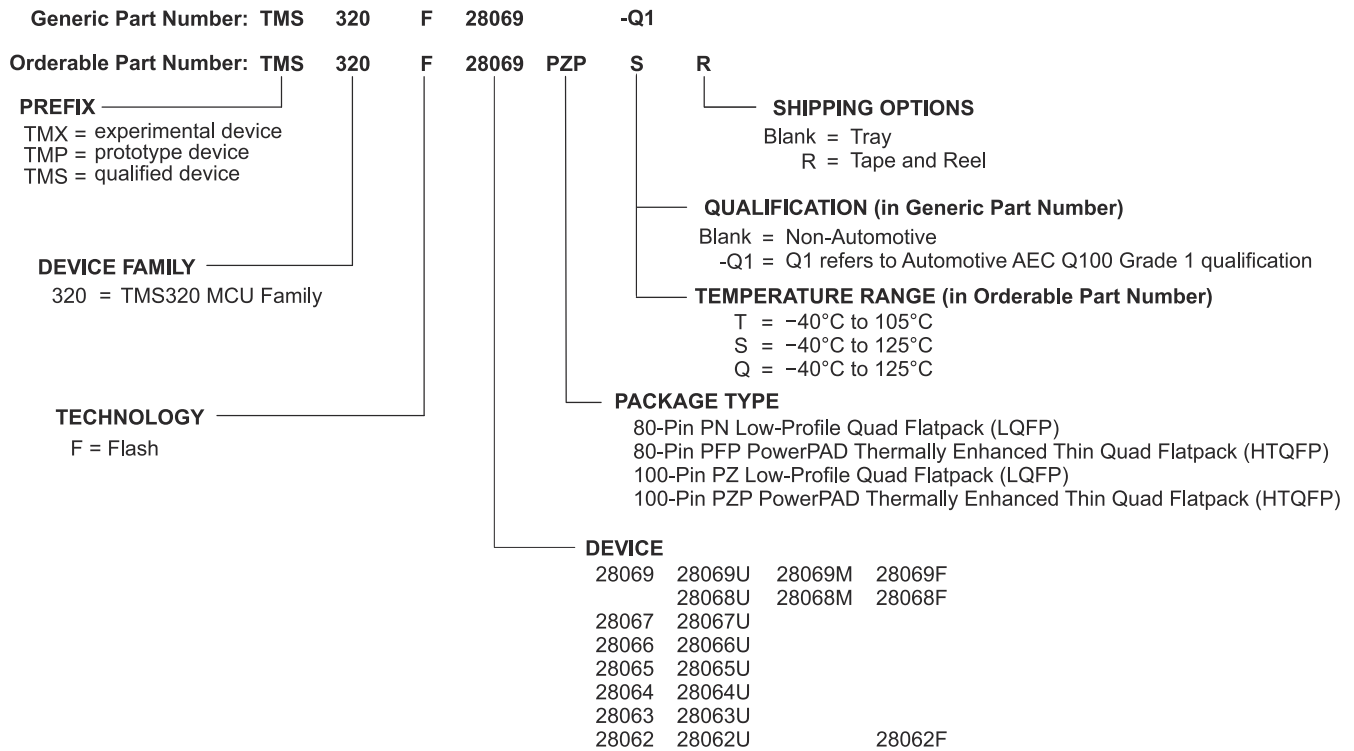 Generic Part Number: TMS 320 F 28069 -Q1
Orderable Part Number: TMS 320 F 28069 PZP S R
PREFIX
TMX = experimental device
TMP = prototype device
TMS = qualified device
DEVICE FAMILY
320 = TMS320 MCU Family
TECHNOLOGY
F = Flash
SHIPPING OPTIONS
Blank = Tray
R = Tape and Reel
QUALIFICATION (in Generic Part Number)
Blank = Non-Automotive
-Q1 = Q1 refers to Automotive AEC Q100 Grade 1 qualification
TEMPERATURE RANGE (in Orderable Part Number)
T = −40°C to 105°C
S = −40°C to 125°C
Q = −40°C to 125°C
PACKAGE TYPE
80-Pin PN Low-Profile Quad Flatpack (LQFP)
80-Pin PFP PowerPAD Thermally Enhanced Thin Quad Flatpack (HTQFP)
100-Pin PZ Low-Profile Quad Flatpack (LQFP)
100-Pin PZP PowerPAD Thermally Enhanced Thin Quad Flatpack (HTQFP)
DEVICE
28069 28069U 28069M 28069F
28068U 28068M 28068F
28067 28067U
28066 28066U
28065 28065U
28064 28064U
28063 28063U
28062 28062U 28062F